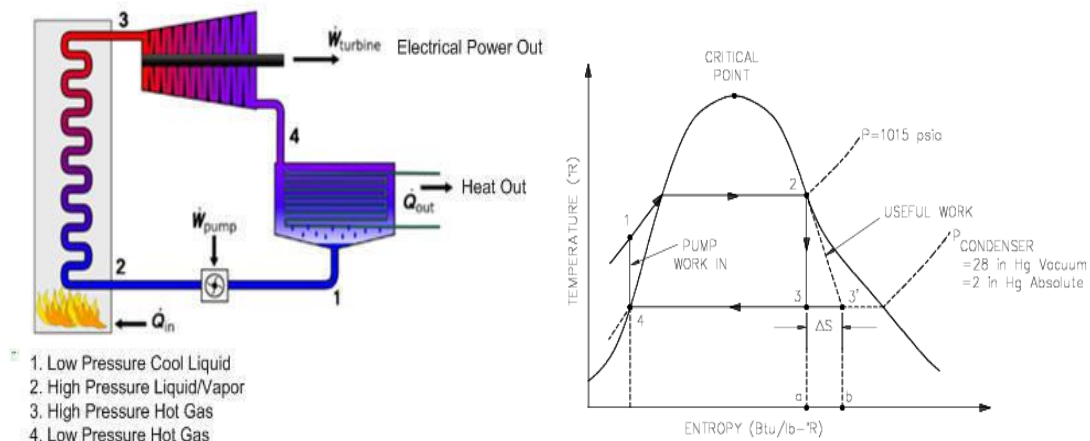 3
Ẇturbine
Electrical Power Out
4
Heat Out
Q̇out
Ẇpump
2
1
Q̇in
1. Low Pressure Cool Liquid
2. High Pressure Liquid/Vapor
3. High Pressure Hot Gas
4. Low Pressure Hot Gas
CRITICAL
POINT
P=1015 psia
2
USEFUL WORK
1
PUMP
WORK IN
P CONDENSER
=28 in Hg Vacuum
=2 in Hg Absolute
4
3
3'
ΔS
a
b
TEMPERATURE (°R)
ENTROPY (Btu/lb-°R)